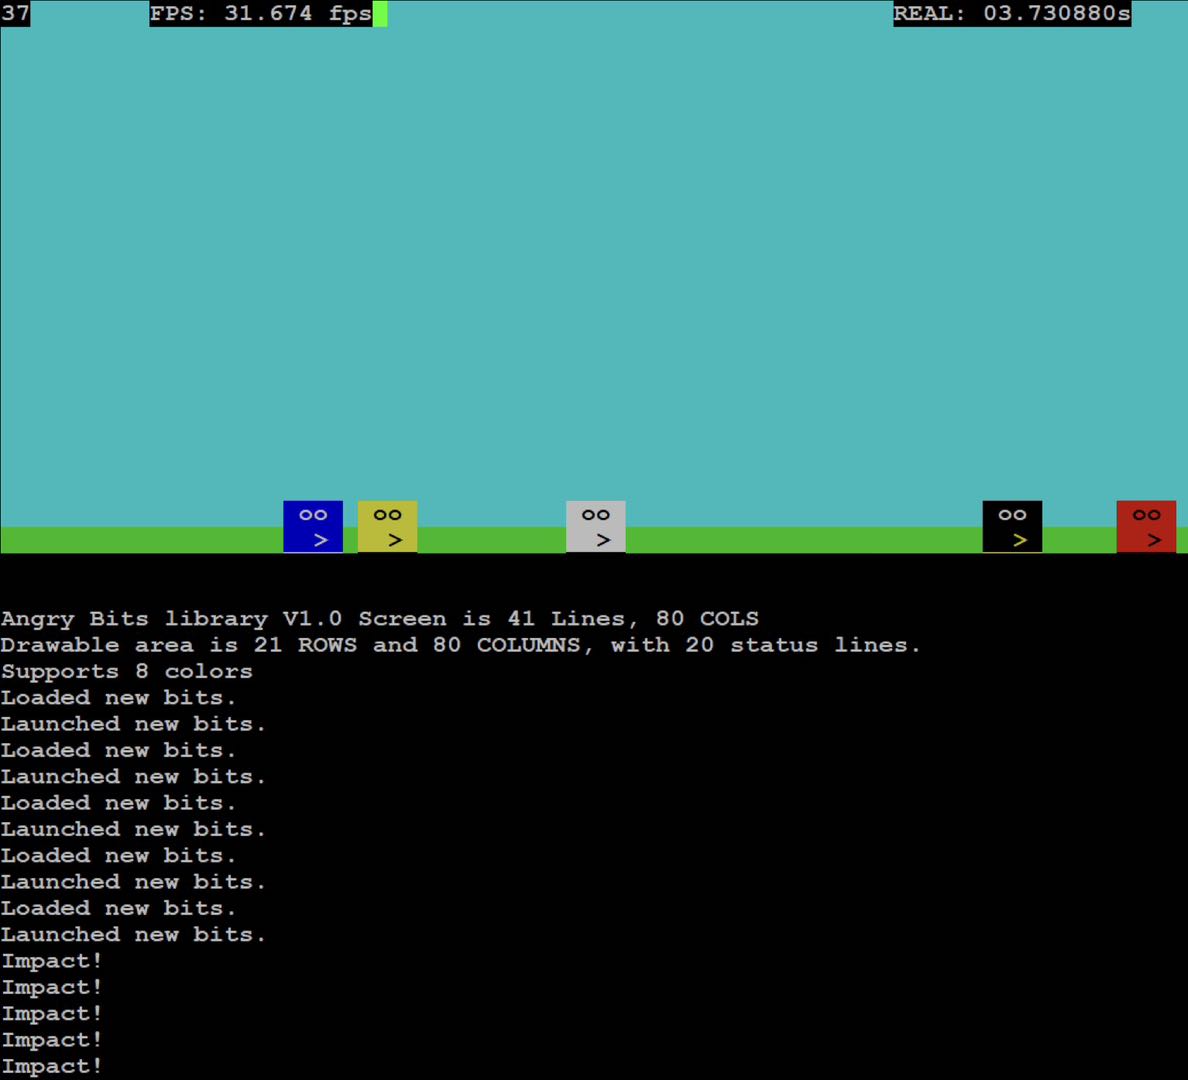 37 FPS: 31.674 fps REAL: 03.730880s
oo oo oo oo oo
> > > > >
Angry Bits library V1.0 Screen is 41 Lines, 80 COLS
Drawable area is 21 ROWS and 80 COLUMNS, with 20 status lines.
Supports 8 colors
Loaded new bits.
Launched new bits.
Loaded new bits.
Launched new bits.
Loaded new bits.
Launched new bits.
Loaded new bits.
Launched new bits.
Loaded new bits.
Launched new bits.
Impact!
Impact!
Impact!
Impact!
Impact!